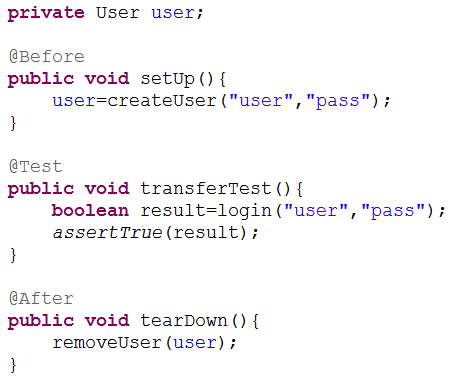 private User user;
@Before
public void setUp(){
user=createUser("user","pass");
}
@Test
public void transferTest(){
boolean result=login("user","pass");
assertTrue(result);
}
@After
public void tearDown(){
removeUser(user);
}